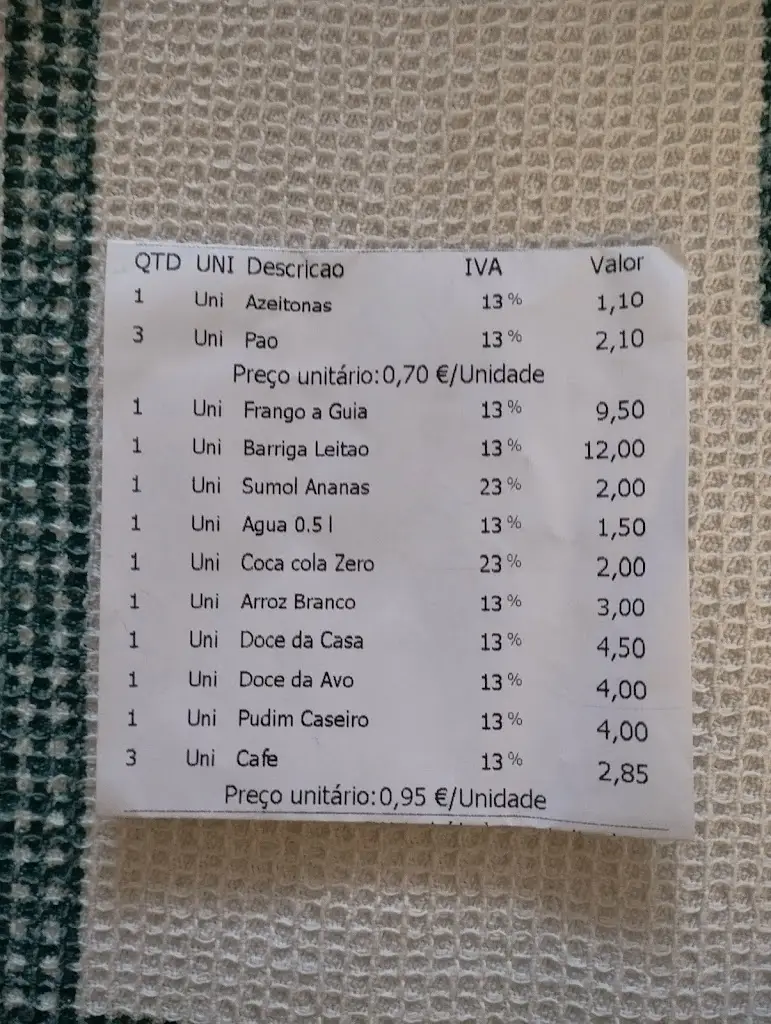 QTD UNI Descricao IVA Valor
1 Uni Azeitonas 13% 1,10
3 Uni Pao 13% 2,10
Preço unitário:0,70 €/Unidade
1 Uni Frango a Guia 13% 9,50
1 Uni Barriga Leitao 13% 12,00
1 Uni Sumol Ananas 23% 2,00
1 Uni Agua 0.5 l 13% 1,50
1 Uni Coca cola Zero 23% 2,00
1 Uni Arroz Branco 13% 3,00
1 Uni Doce da Casa 13% 4,50
1 Uni Doce da Avo 13% 4,00
1 Uni Pudim Caseiro 13% 4,00
3 Uni Cafe 13% 2,85
Preço unitário:0,95 €/Unidade